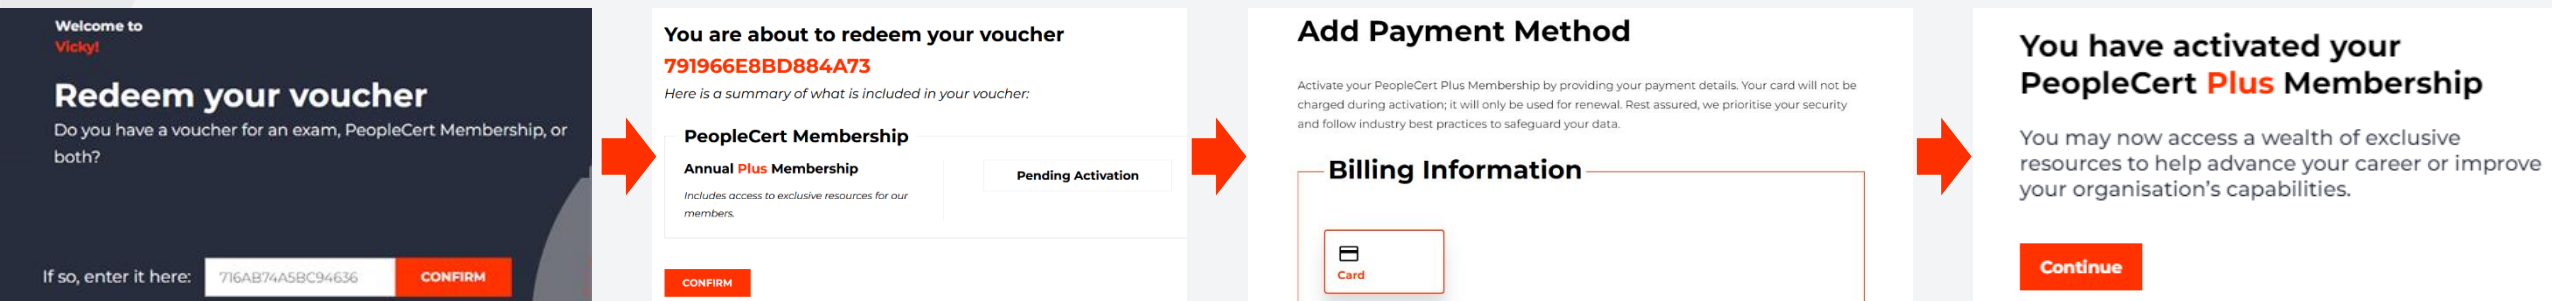 Welcome to
Vicky!
Redeem your voucher
Do you have a voucher for an exam, PeopleCert Membership, or
both?
If so, enter it here:
716AB74A5BC94636
CONFIRM
You are about to redeem your voucher
791966E8BD884A73
Here is a summary of what is included in your voucher:
PeopleCert Membership
Annual Plus Membership
Includes access to exclusive resources for our
members.
Pending Activation
CONFIRM
Add Payment Method
Activate your PeopleCert Plus Membership by providing your payment details. Your card will not be
charged during activation; it will only be used for renewal. Rest assured, we prioritise your security
and follow industry best practices to safeguard your data.
Billing Information
Card
You have activated your
PeopleCert Plus Membership
You may now access a wealth of exclusive
resources to help advance your career or improve
your organisation's capabilities.
Continue